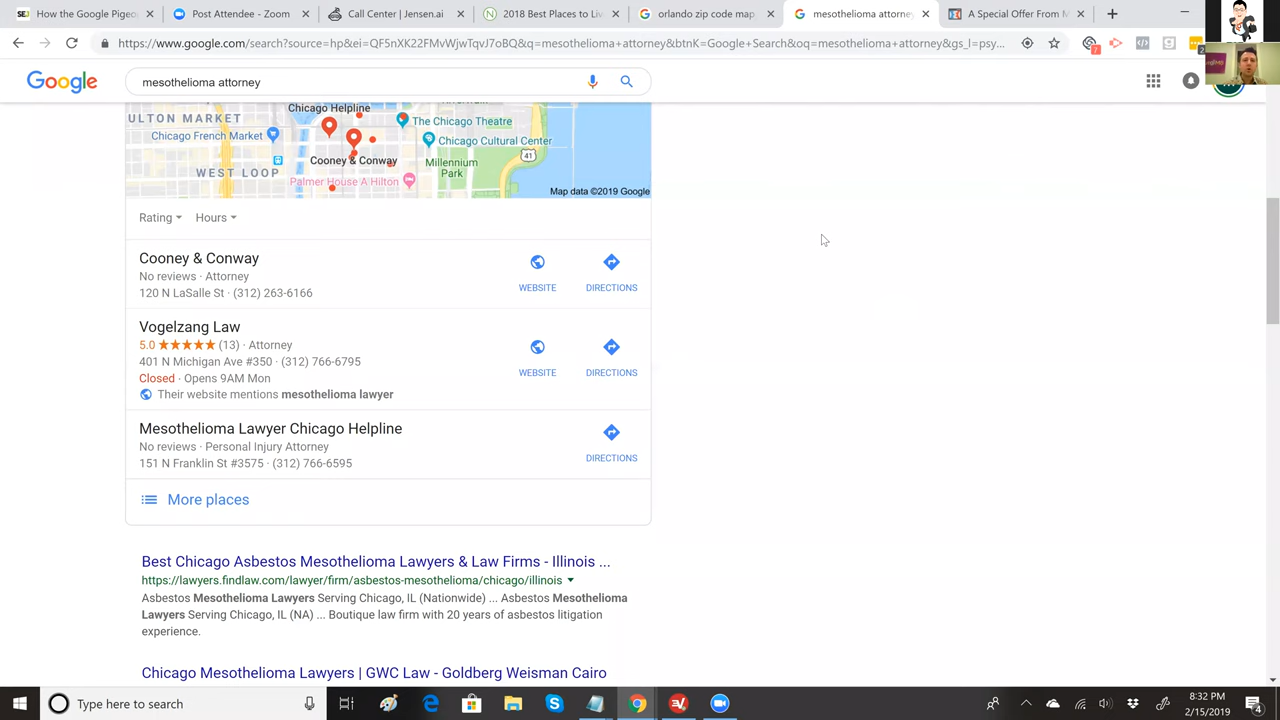 How the Google Pigeo
Post Attendee - Zoom
Call Center | Jensen.ai
2018 Best Places to Liv
orlando zip code map
mesothelioma attorney
A Special Offer From M
https://www.google.com/search?source=hp&ei=QF5nXK22FMvWjwTqvJ7ABQ&q=mesothelioma+attorney&btnK=Google+Search&oq=mesothelioma+attorney&gs_l=psy...
7
2
Google
mesothelioma attorney
Chicago Helpline
ULTON MARKET
The Chicago Theatre
Chicago French Market
Chicago Cultural Center
41
Cooney & Conway
Millennium
Park
WEST LOOP
Palmer House A Hilton
Map data ©2019 Google
Rating
Hours
Cooney & Conway
No reviews · Attorney
120 N LaSalle St · (312) 263-6166
WEBSITE
DIRECTIONS
Vogelzang Law
5.0 ★★★★★ (13) · Attorney
401 N Michigan Ave #350 · (312) 766-6795
Closed · Opens 9AM Mon
Their website mentions mesothelioma lawyer
WEBSITE
DIRECTIONS
Mesothelioma Lawyer Chicago Helpline
No reviews · Personal Injury Attorney
151 N Franklin St #3575 · (312) 766-6595
DIRECTIONS
More places
Best Chicago Asbestos Mesothelioma Lawyers & Law Firms - Illinois ...
https://lawyers.findlaw.com/lawyer/firm/asbestos-mesothelioma/chicago/illinois
Asbestos Mesothelioma Lawyers Serving Chicago, IL (Nationwide) ... Asbestos Mesothelioma
Lawyers Serving Chicago, IL (NA) ... Boutique law firm with 20 years of asbestos litigation
experience.
Chicago Mesothelioma Lawyers | GWC Law - Goldberg Weisman Cairo
Type here to search
8:32 PM
2/15/2019
4